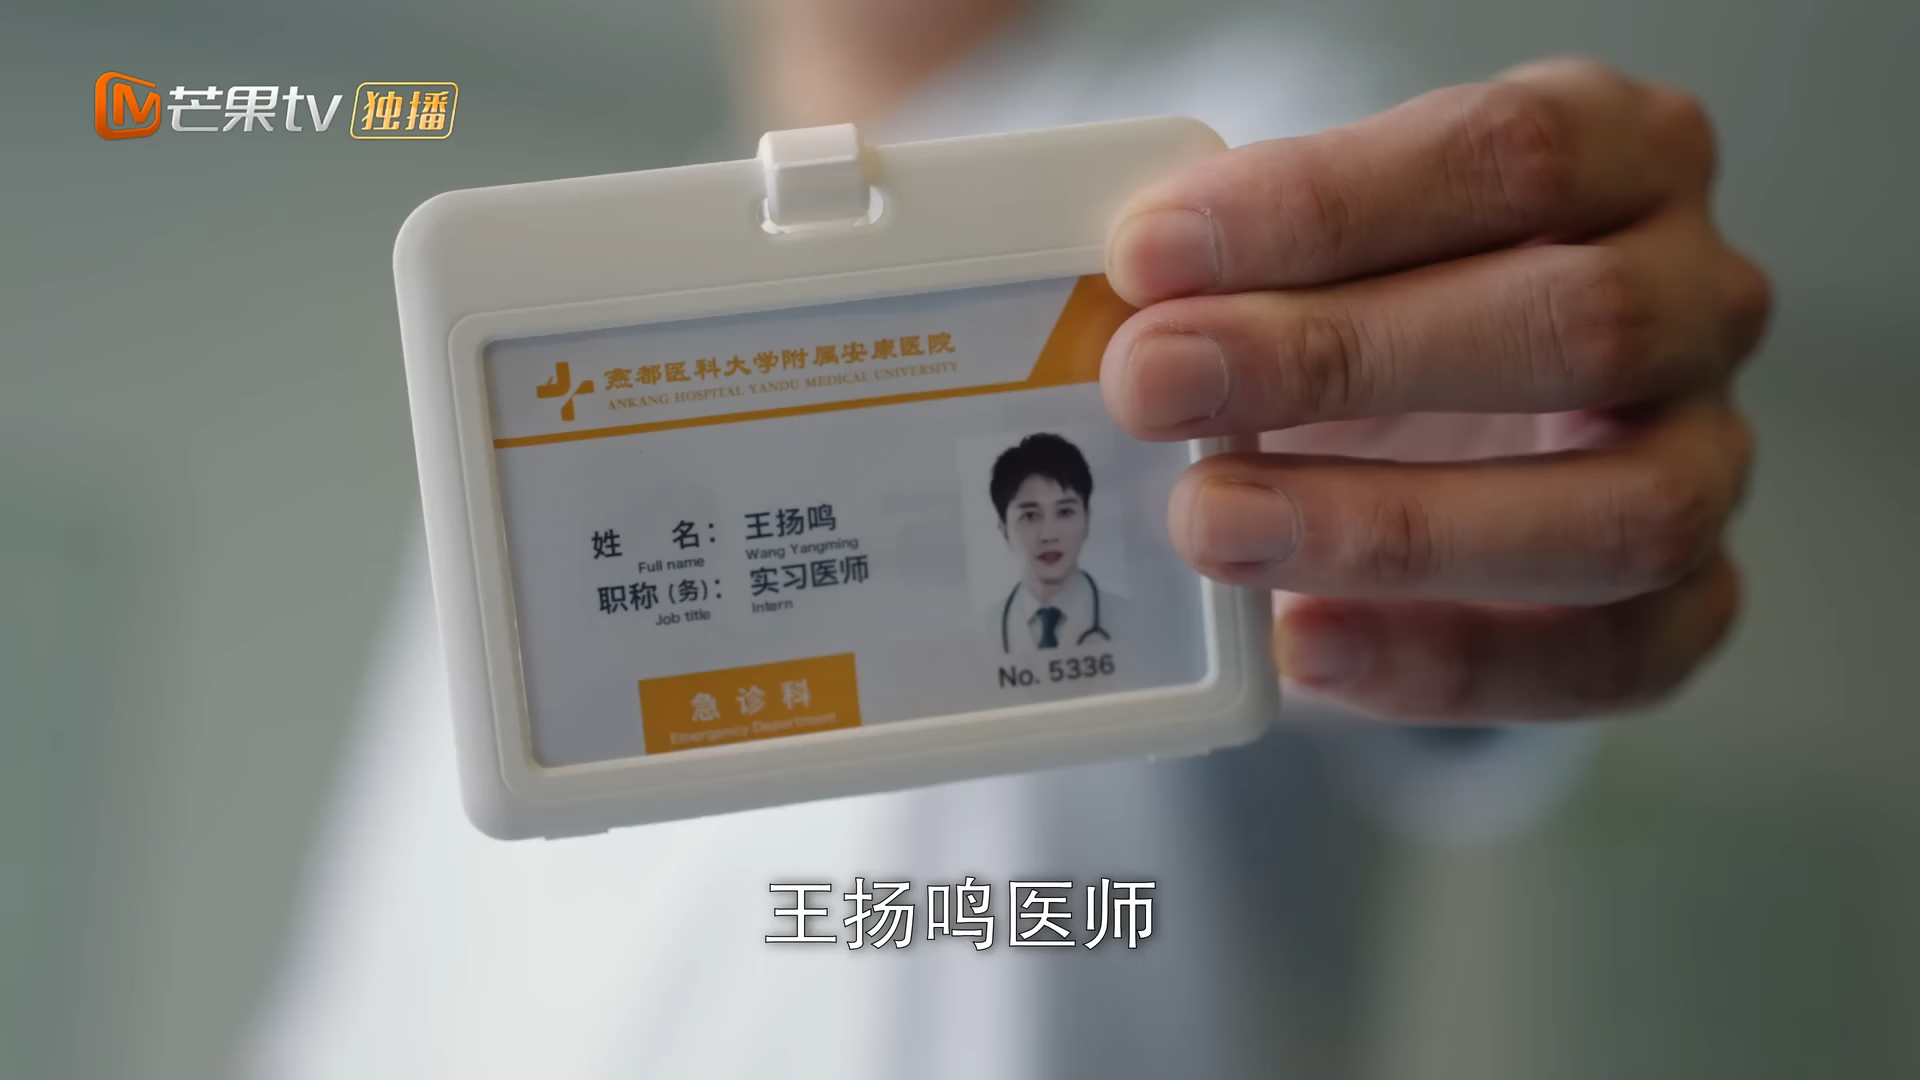 芒果tv 独播
燕都医科大学附属安康医院
ANKANG HOSPITAL YANDU MEDICAL UNIVERSITY
姓 名： 王扬鸣
Full name Wang Yangming
职称（务）： 实习医师
Job title Intern
No. 5336
急诊科
Emergency Department
王扬鸣医师